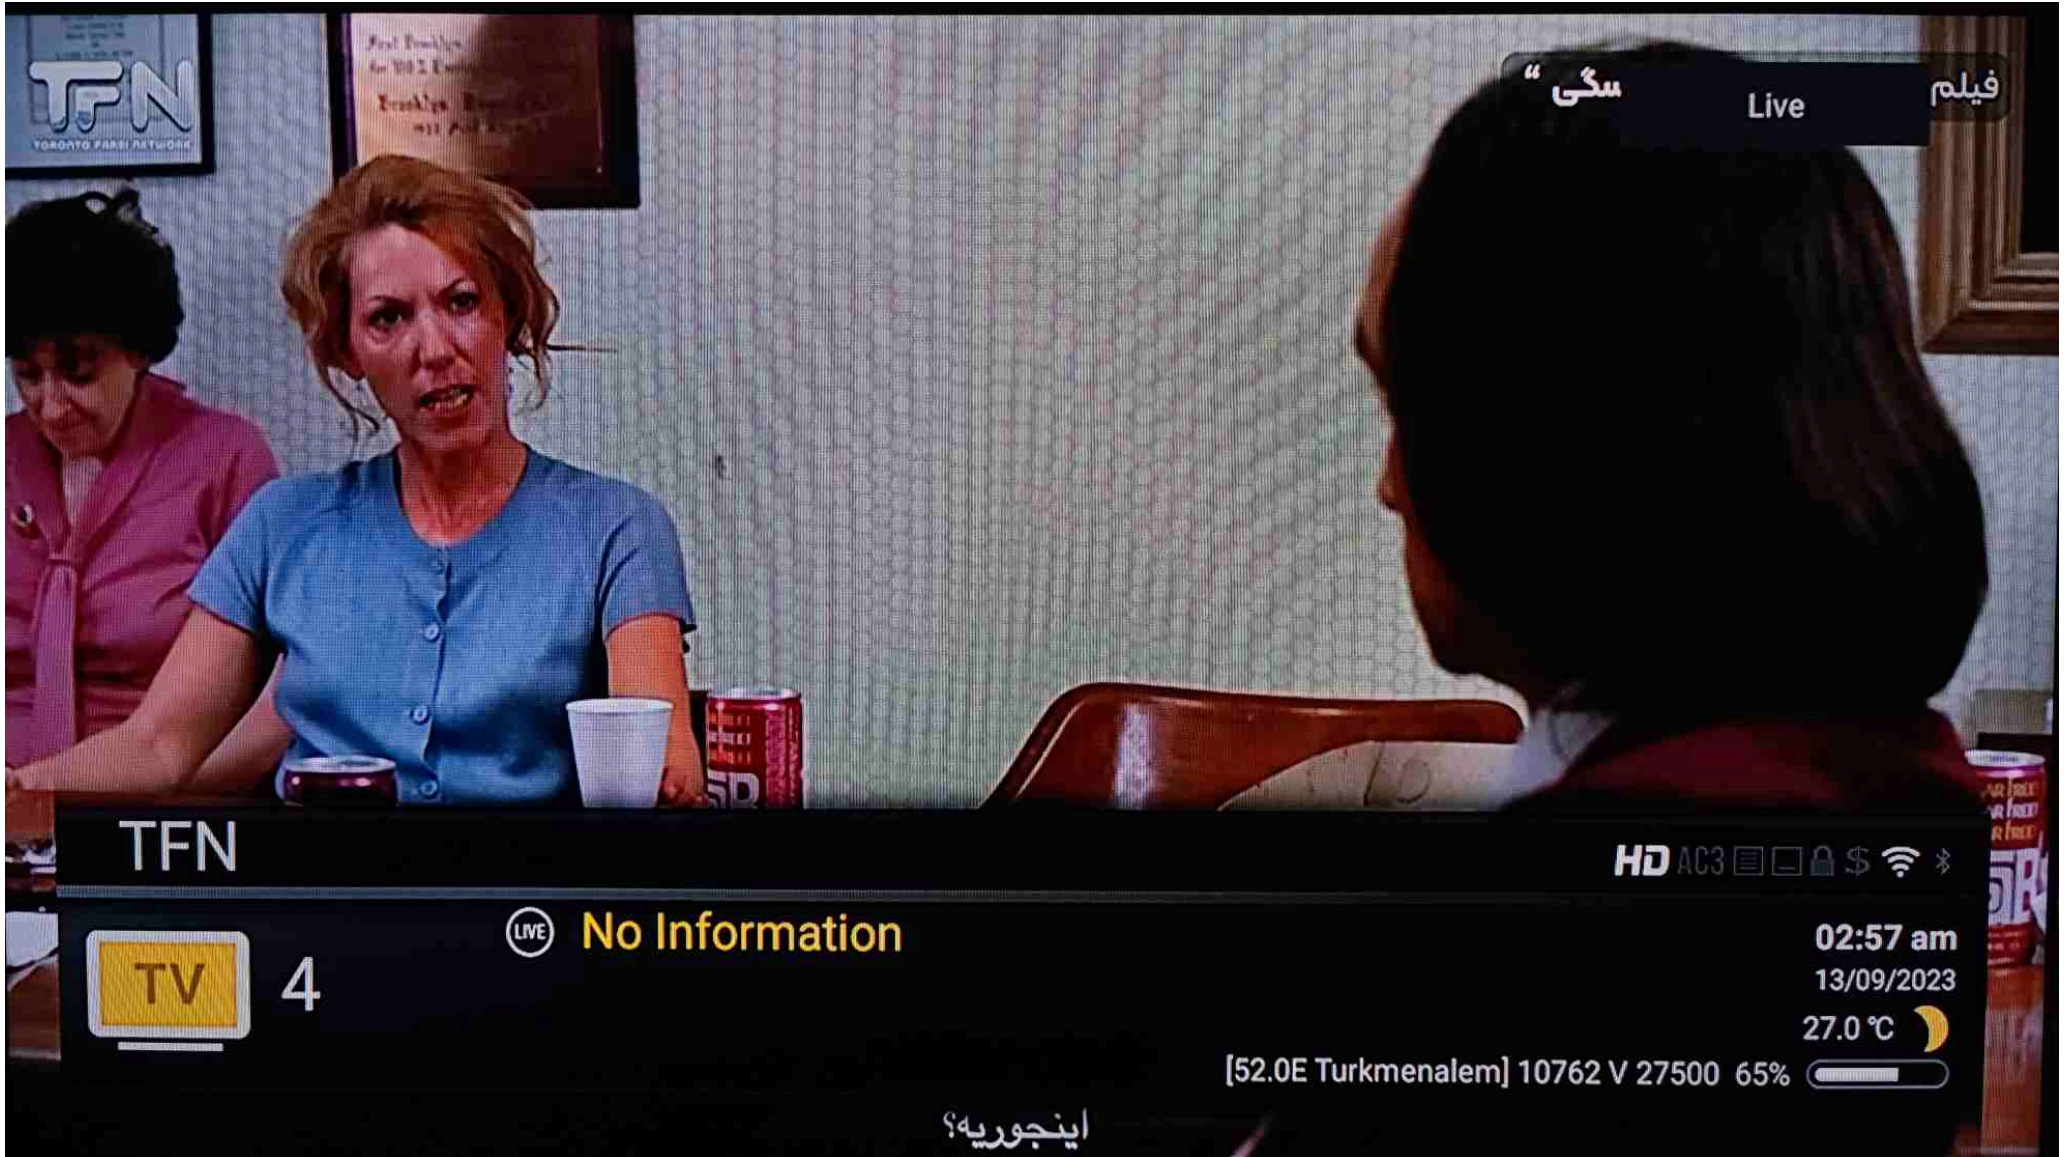 TFN
TORONTO FARSI NETWORK
Brooklyn
فیلم
سگی “
Live
TFN
HD AC3 $
LIVE No Information
TV 4
02:57 am
13/09/2023
27.0 °C
[52.0E Turkmenalem] 10762 V 27500 65%
اینجوریه؟